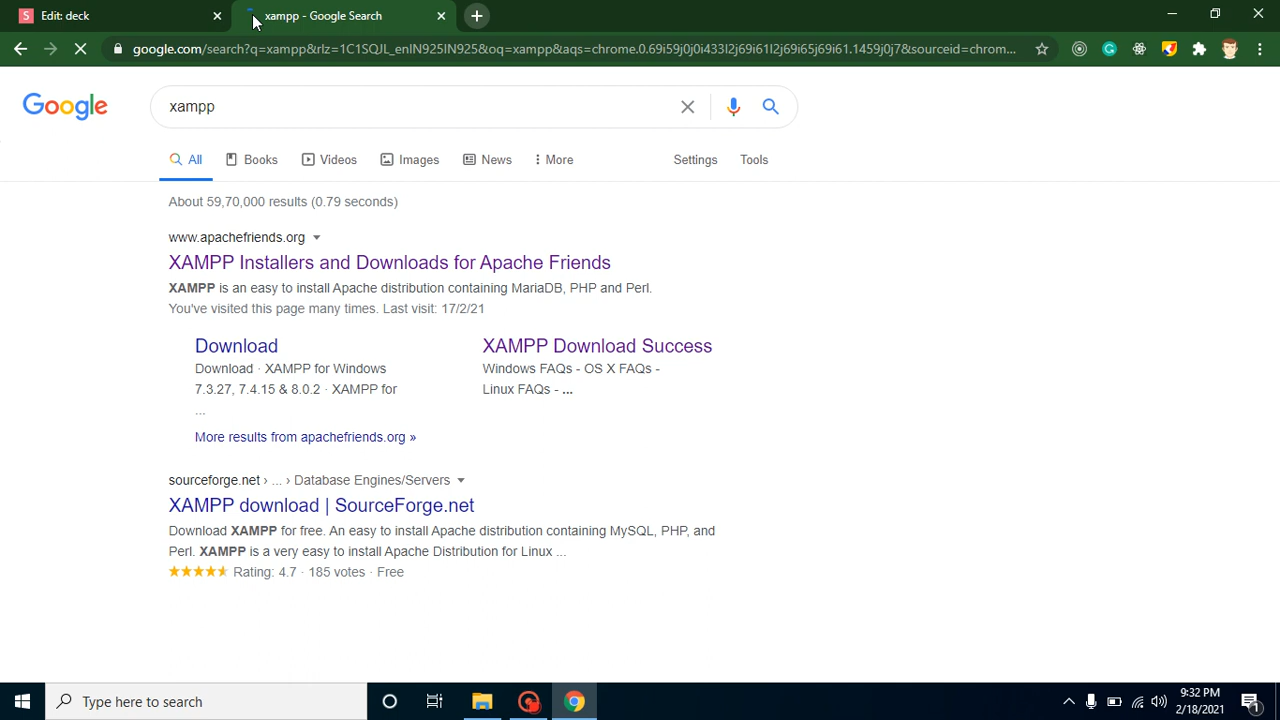 S Edit: deck
xampp - Google Search
google.com/search?q=xampp&rlz=1C1SQJL_enIN925IN925&oq=xampp&aqs=chrome.0.69i59j0j0i433l2j69i61l2j69i65j69i61.1459j0j7&sourceid=chrom...
Google
xampp
All Books Videos Images News More Settings Tools
About 59,70,000 results (0.79 seconds)
www.apachefriends.org
XAMPP Installers and Downloads for Apache Friends
XAMPP is an easy to install Apache distribution containing MariaDB, PHP and Perl.
You've visited this page many times. Last visit: 17/2/21
Download
Download · XAMPP for Windows
7.3.27, 7.4.15 & 8.0.2 · XAMPP for
...
XAMPP Download Success
Windows FAQs - OS X FAQs -
Linux FAQs - ...
More results from apachefriends.org »
sourceforge.net › ... › Database Engines/Servers
XAMPP download | SourceForge.net
Download XAMPP for free. An easy to install Apache distribution containing MySQL, PHP, and
Perl. XAMPP is a very easy to install Apache Distribution for Linux ...
Rating: 4.7 · 185 votes · Free
Type here to search
9:32 PM
2/18/2021
1